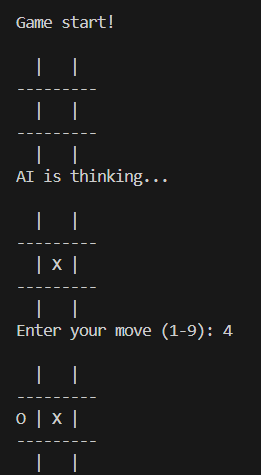 Game start!
  |   |
---------
  |   |
---------
  |   |
AI is thinking...
  |   |
---------
  | X |
---------
  |   |
Enter your move (1-9): 4
  |   |
---------
O | X |
---------
  |   |